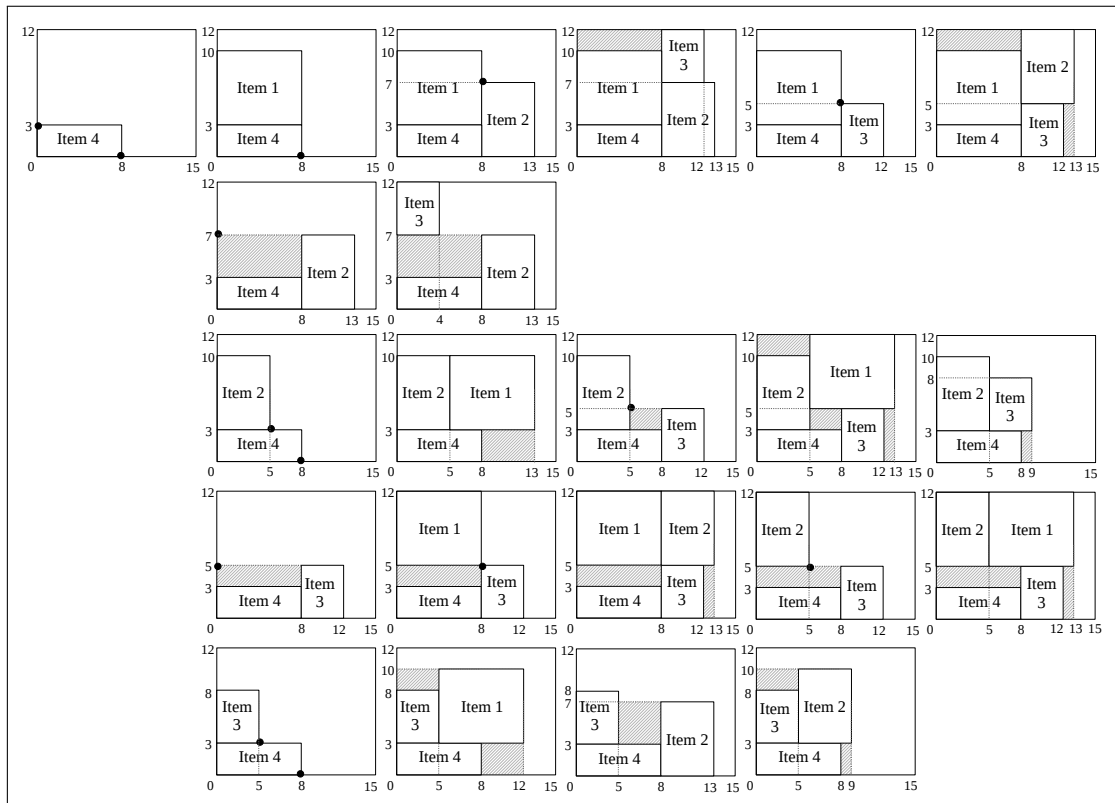 12
3
Item 4
0 8 15
12
10
Item 1
3
Item 4
0 8 15
12
10
Item 1
7
Item 2
3
Item 4
0 8 13 15
12
10
Item
3
Item 1
7
Item 2
3
Item 4
0 8 12 13 15
12
10
Item 1
5
3
Item 4
Item
3
0 8 12 15
12
10
Item 2
Item 1
5
3
Item 4
Item
3
0 8 12 13 15
12
7
Item 2
3
Item 4
0 8 13 15
12
Item
3
7
Item 2
3
Item 4
0 4 8 13 15
12
10
Item 2
3
Item 4
0 5 8 15
12
10
Item 2 Item 1
3
Item 4
0 5 8 13 15
12
10
Item 2
5
3
Item 4
Item
3
0 5 8 12 15
12
10
Item 1
Item 2
5
3
Item 4
Item
3
0 5 8 12 13 15
12
10
8
Item 2
Item
3
3
Item 4
0 5 8 9 15
12
5
3
Item 4
Item
3
0 8 12 15
12
Item 1
5
3
Item 4
Item
3
0 8 12 15
12
Item 1 Item 2
5
3
Item 4
Item
3
0 8 12 13 15
12
Item 2
5
3
Item 4
Item
3
0 5 8 12 15
12
Item 2 Item 1
5
3
Item 4
Item
3
0 5 8 12 13 15
12
8
Item
3
3
Item 4
0 5 8 15
12
10
8
Item 1
Item
3
3
Item 4
0 5 8 12 15
12
8
7
Item
3
Item 2
3
Item 4
0 5 8 13 15
12
10
8
Item 2
Item
3
3
Item 4
0 5 8 9 15